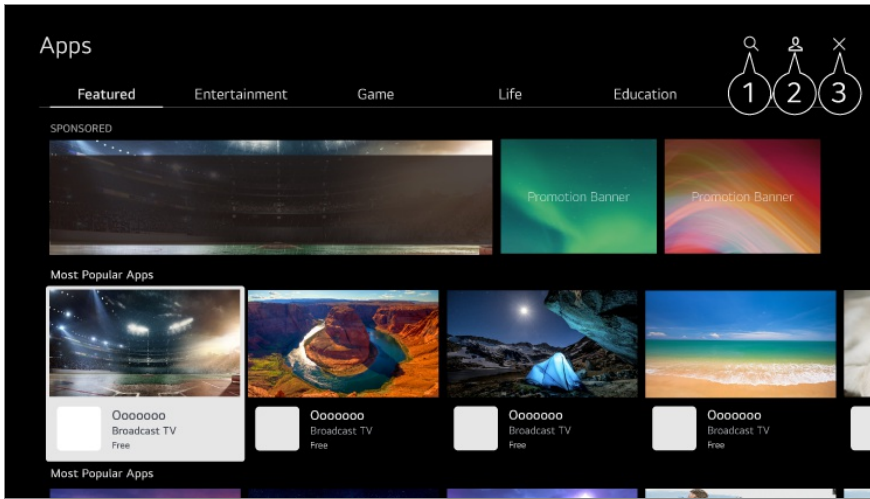 Apps
1 2 3
Featured Entertainment Game Life Education
SPONSORED
Promotion Banner Promotion Banner
Most Popular Apps
Ooooooo Ooooooo Ooooooo Ooooooo
Broadcast TV Broadcast TV Broadcast TV Broadcast TV
Free Free Free Free
Most Popular Apps